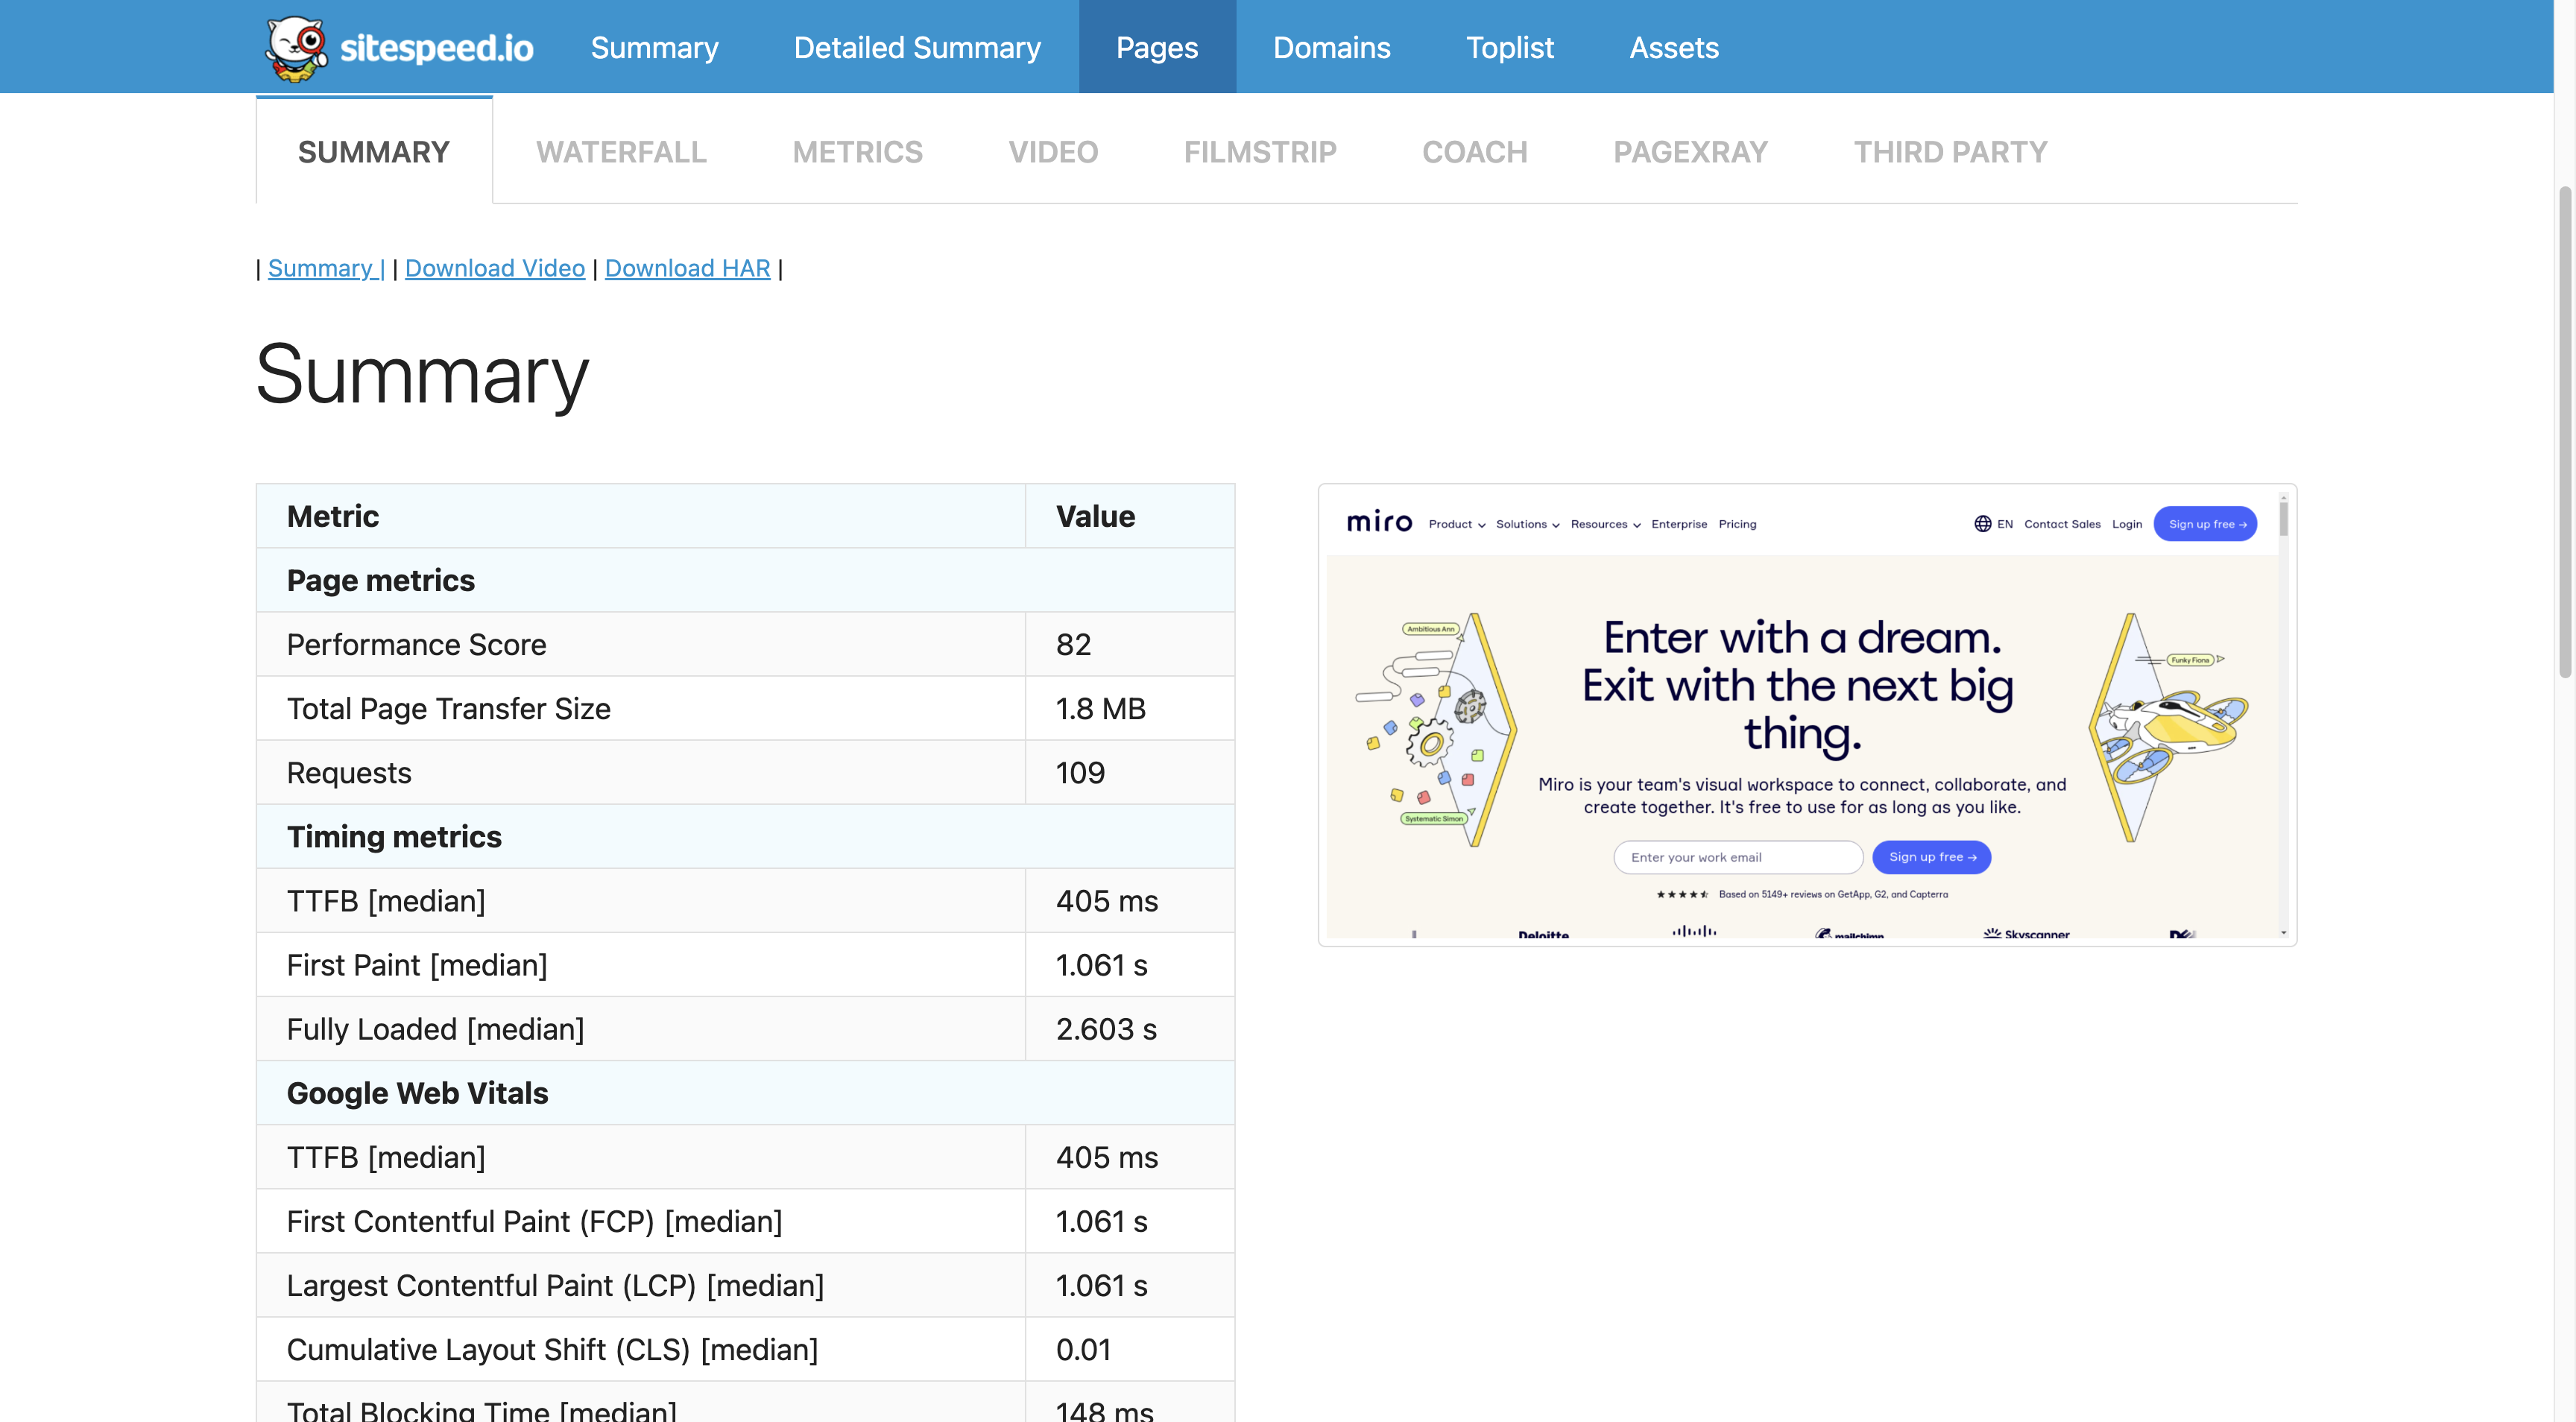 sitespeed.io Summary Detailed Summary Pages Domains Toplist Assets
SUMMARY WATERFALL METRICS VIDEO FILMSTRIP COACH PAGEXRAY THIRD PARTY
| Summary | | Download Video | Download HAR |
Summary
Metric Value
Page metrics
Performance Score 82
Total Page Transfer Size 1.8 MB
Requests 109
Timing metrics
TTFB [median] 405 ms
First Paint [median] 1.061 s
Fully Loaded [median] 2.603 s
Google Web Vitals
TTFB [median] 405 ms
First Contentful Paint (FCP) [median] 1.061 s
Largest Contentful Paint (LCP) [median] 1.061 s
Cumulative Layout Shift (CLS) [median] 0.01
Total Blocking Time [median] 148 ms
miro Product Solutions Resources Enterprise Pricing EN Contact Sales Login Sign up free →
Ambitious Ann
Funky Fiona
Systematic Simon
Enter with a dream.
Exit with the next big
thing.
Miro is your team's visual workspace to connect, collaborate, and
create together. It's free to use for as long as you like.
Enter your work email Sign up free →
Based on 5149+ reviews on GetApp, G2, and Capterra
Deloitte mailchimp Skyscanner